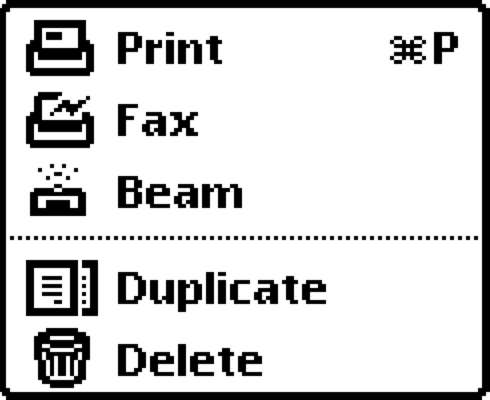 Print ⌘P
Fax
Beam
Duplicate
Delete